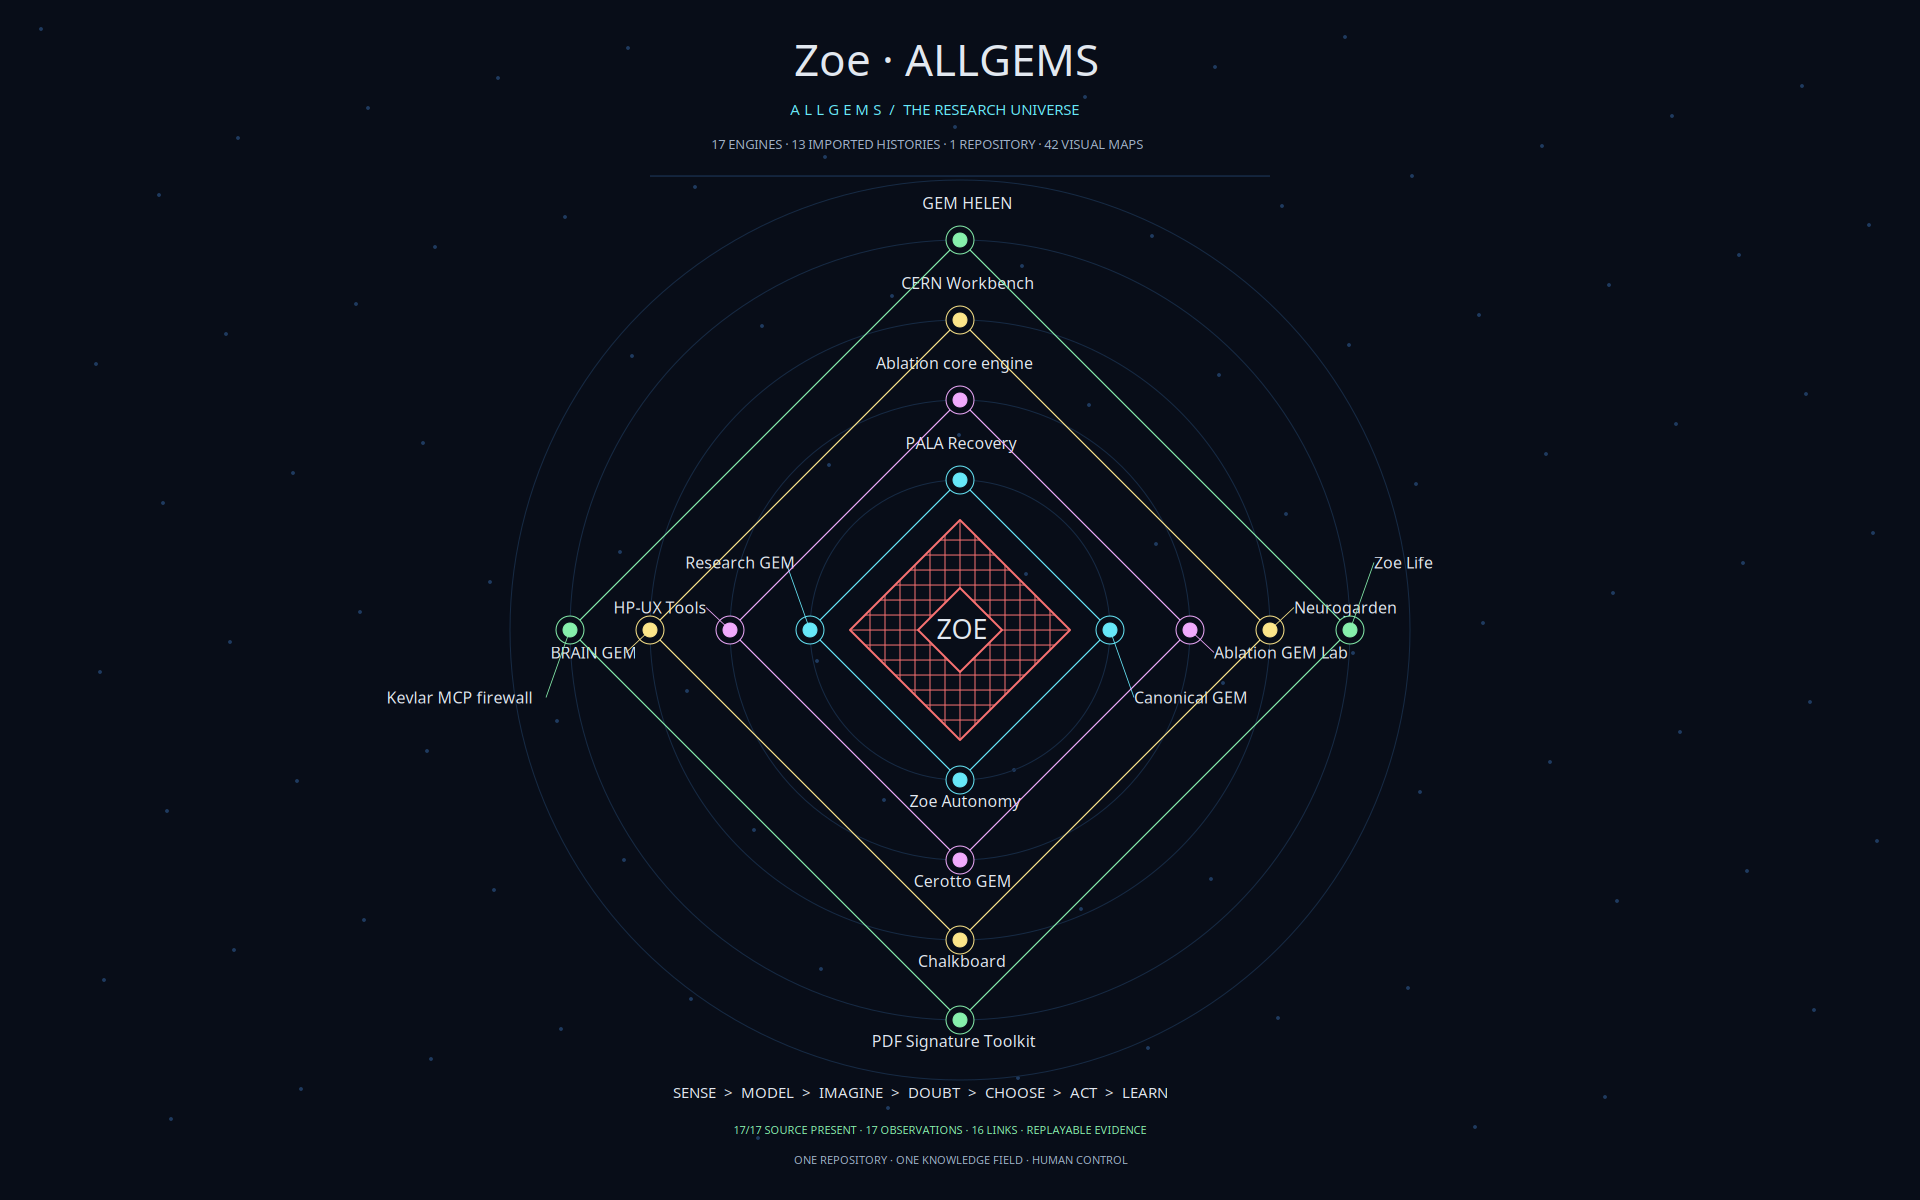 Zoe · ALLGEMS
A L L G E M S / THE RESEARCH UNIVERSE
17 ENGINES · 13 IMPORTED HISTORIES · 1 REPOSITORY · 42 VISUAL MAPS
GEM HELEN
CERN Workbench
Ablation core engine
PALA Recovery
Research GEM
Zoe Life
HP-UX Tools
Neurogarden
ZOE
BRAIN GEM
Ablation GEM Lab
Kevlar MCP firewall
Canonical GEM
Zoe Autonomy
Cerotto GEM
Chalkboard
PDF Signature Toolkit
SENSE > MODEL > IMAGINE > DOUBT > CHOOSE > ACT > LEARN
17/17 SOURCE PRESENT · 17 OBSERVATIONS · 16 LINKS · REPLAYABLE EVIDENCE
ONE REPOSITORY · ONE KNOWLEDGE FIELD · HUMAN CONTROL